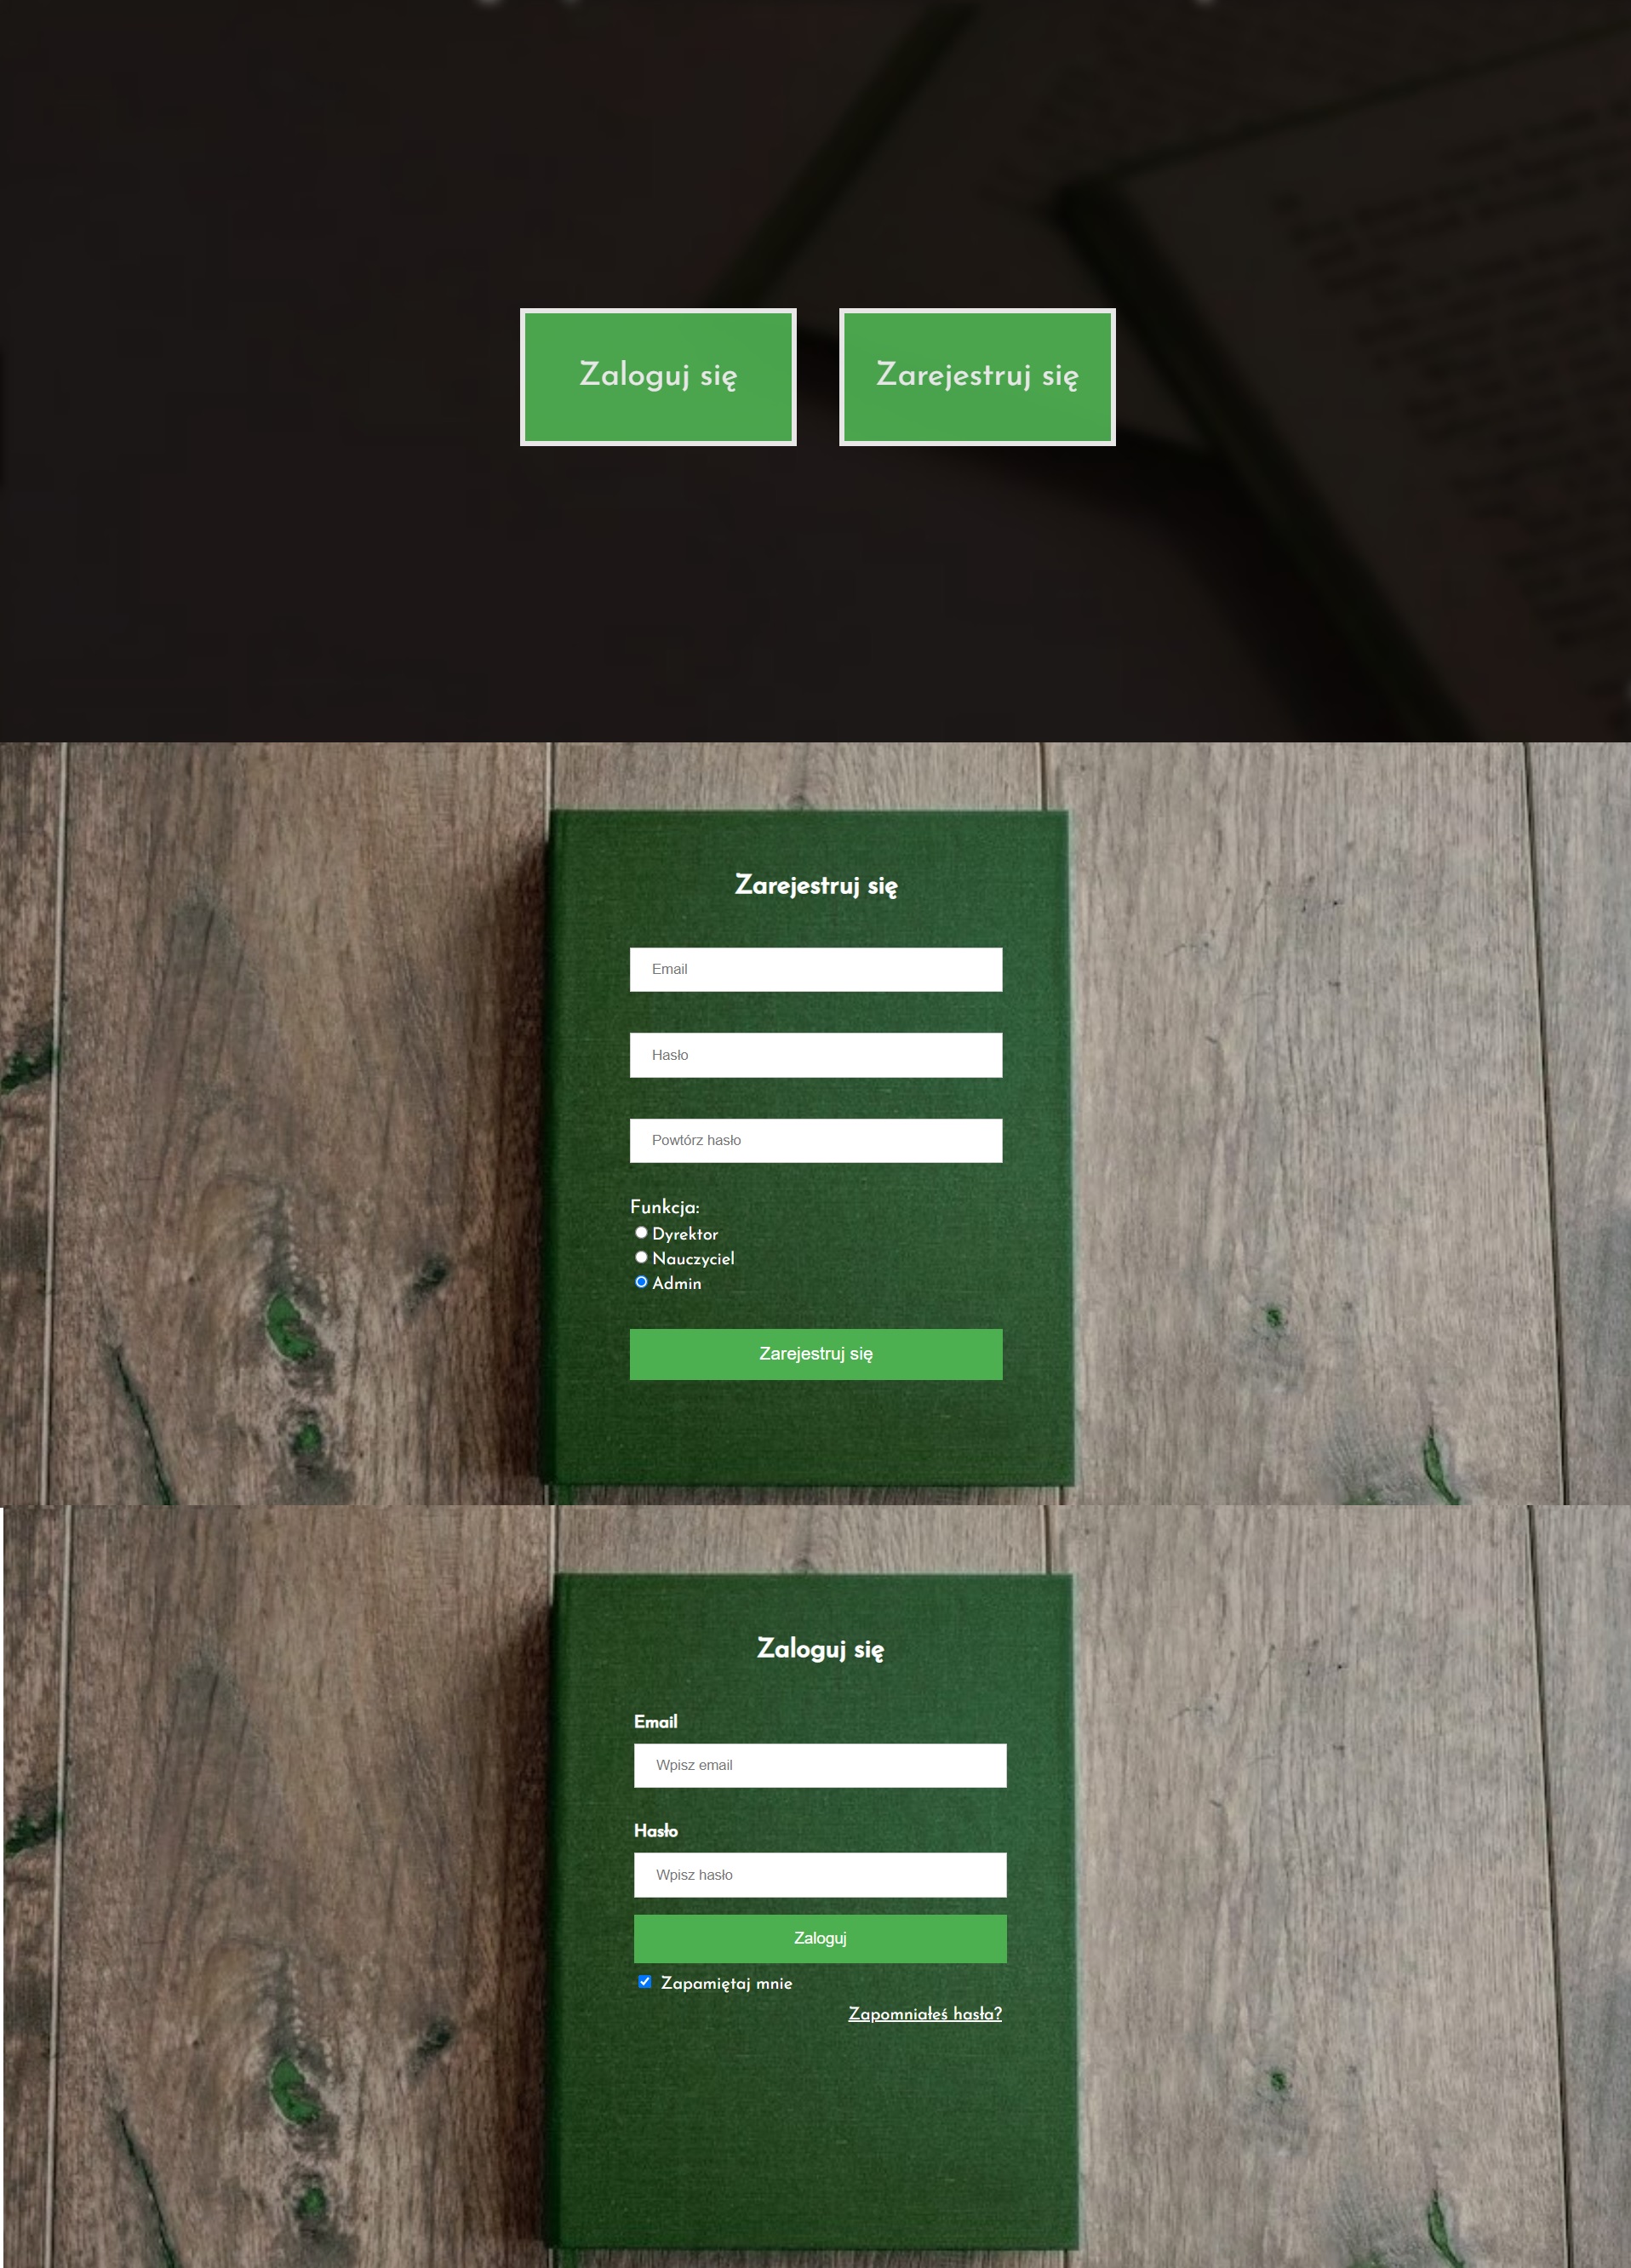 Zaloguj się
Zarejestruj się
Zarejestruj się
Email
Hasło
Powtórz hasło
Funkcja:
Dyrektor
Nauczyciel
Admin
Zarejestruj się
Zaloguj się
Email
Wpisz email
Hasło
Wpisz hasło
Zaloguj
Zapamiętaj mnie
Zapomniałeś hasła?